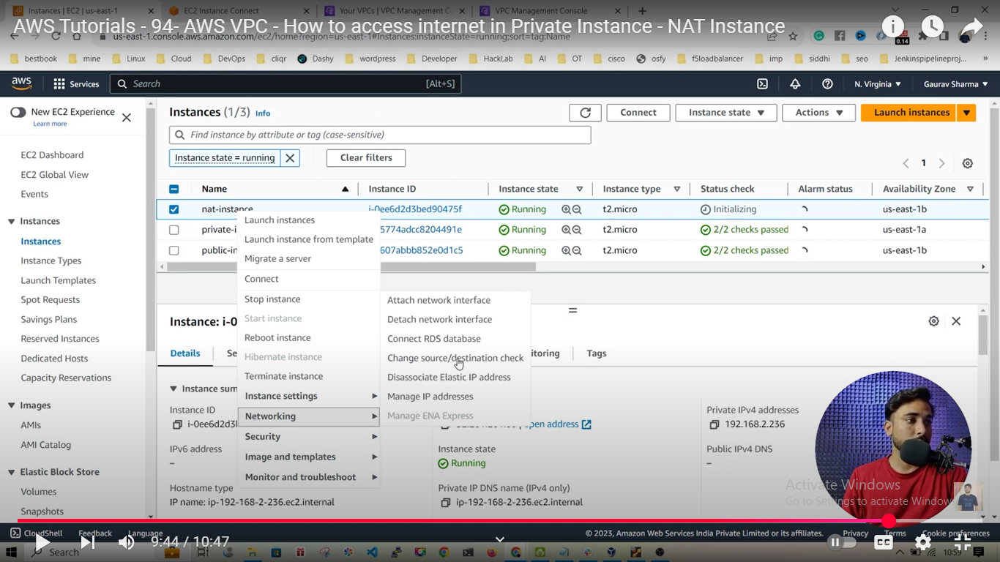 Instances | EC2 | us-east-1
EC2 Instance Connect
Your VPCs | VPC Management Co
VPC Management Console
AWS Tutorials - 94- AWS VPC - How to access internet in Private Instance - NAT Instance
us-east-1.console.aws.amazon.com/ec2/home?region=us-east-1#Instances:instanceState=running;sort=tag:Name
0.14
bestbook
mine
Linux
Cloud
DevOps
cliqr
Dashy
wordpress
Developer
HackLab
AI
OT
cisco
osfy
f5loadbalancer
imp
siddhi
seo
Jenkinspipelineproj...
aws
Services
Search
[Alt+S]
N. Virginia
Gaurav Sharma
New EC2 Experience
Learn more
EC2 Dashboard
EC2 Global View
Events
Instances
Instances
Instance Types
Launch Templates
Spot Requests
Savings Plans
Reserved Instances
Dedicated Hosts
Capacity Reservations
Images
AMIs
AMI Catalog
Elastic Block Store
Volumes
Snapshots
Instances (1/3) Info
Connect
Instance state
Actions
Launch instances
Find instance by attribute or tag (case-sensitive)
Instance state = running
Clear filters
1
Name
Instance ID
Instance state
Instance type
Status check
Alarm status
Availability Zone
nat-instance
i-0ee6d2d3bed90475f
Running
t2.micro
Initializing
us-east-1b
private-i
5774adcc8204491e
Running
t2.micro
2/2 checks passed
us-east-1a
public-in
607abbb852e0d1c5
Running
t2.micro
2/2 checks passed
us-east-1b
Launch instances
Launch instance from template
Migrate a server
Connect
Stop instance
Start instance
Reboot instance
Hibernate instance
Terminate instance
Instance settings
Networking
Security
Image and templates
Monitor and troubleshoot
Attach network interface
Detach network interface
Connect RDS database
Change source/destination check
Disassociate Elastic IP address
Manage IP addresses
Manage ENA Express
Instance: i-0
Details
Se
itoring
Tags
Instance sum
Instance ID
i-0ee6d2d3l
open address
Private IPv4 addresses
192.168.2.236
IPv6 address
–
Instance state
Running
Public IPv4 DNS
–
Hostname type
IP name: ip-192-168-2-236.ec2.internal
Private IP DNS name (IPv4 only)
ip-192-168-2-236.ec2.internal
Activate Windows
Go to Settings to activate Windows
CloudShell
Feedback
Language
© 2023, Amazon Web Services India Private Limited or its affiliates.
Privacy
Terms
Cookie preferences
9:44 / 10:47
CC
Search
10:59